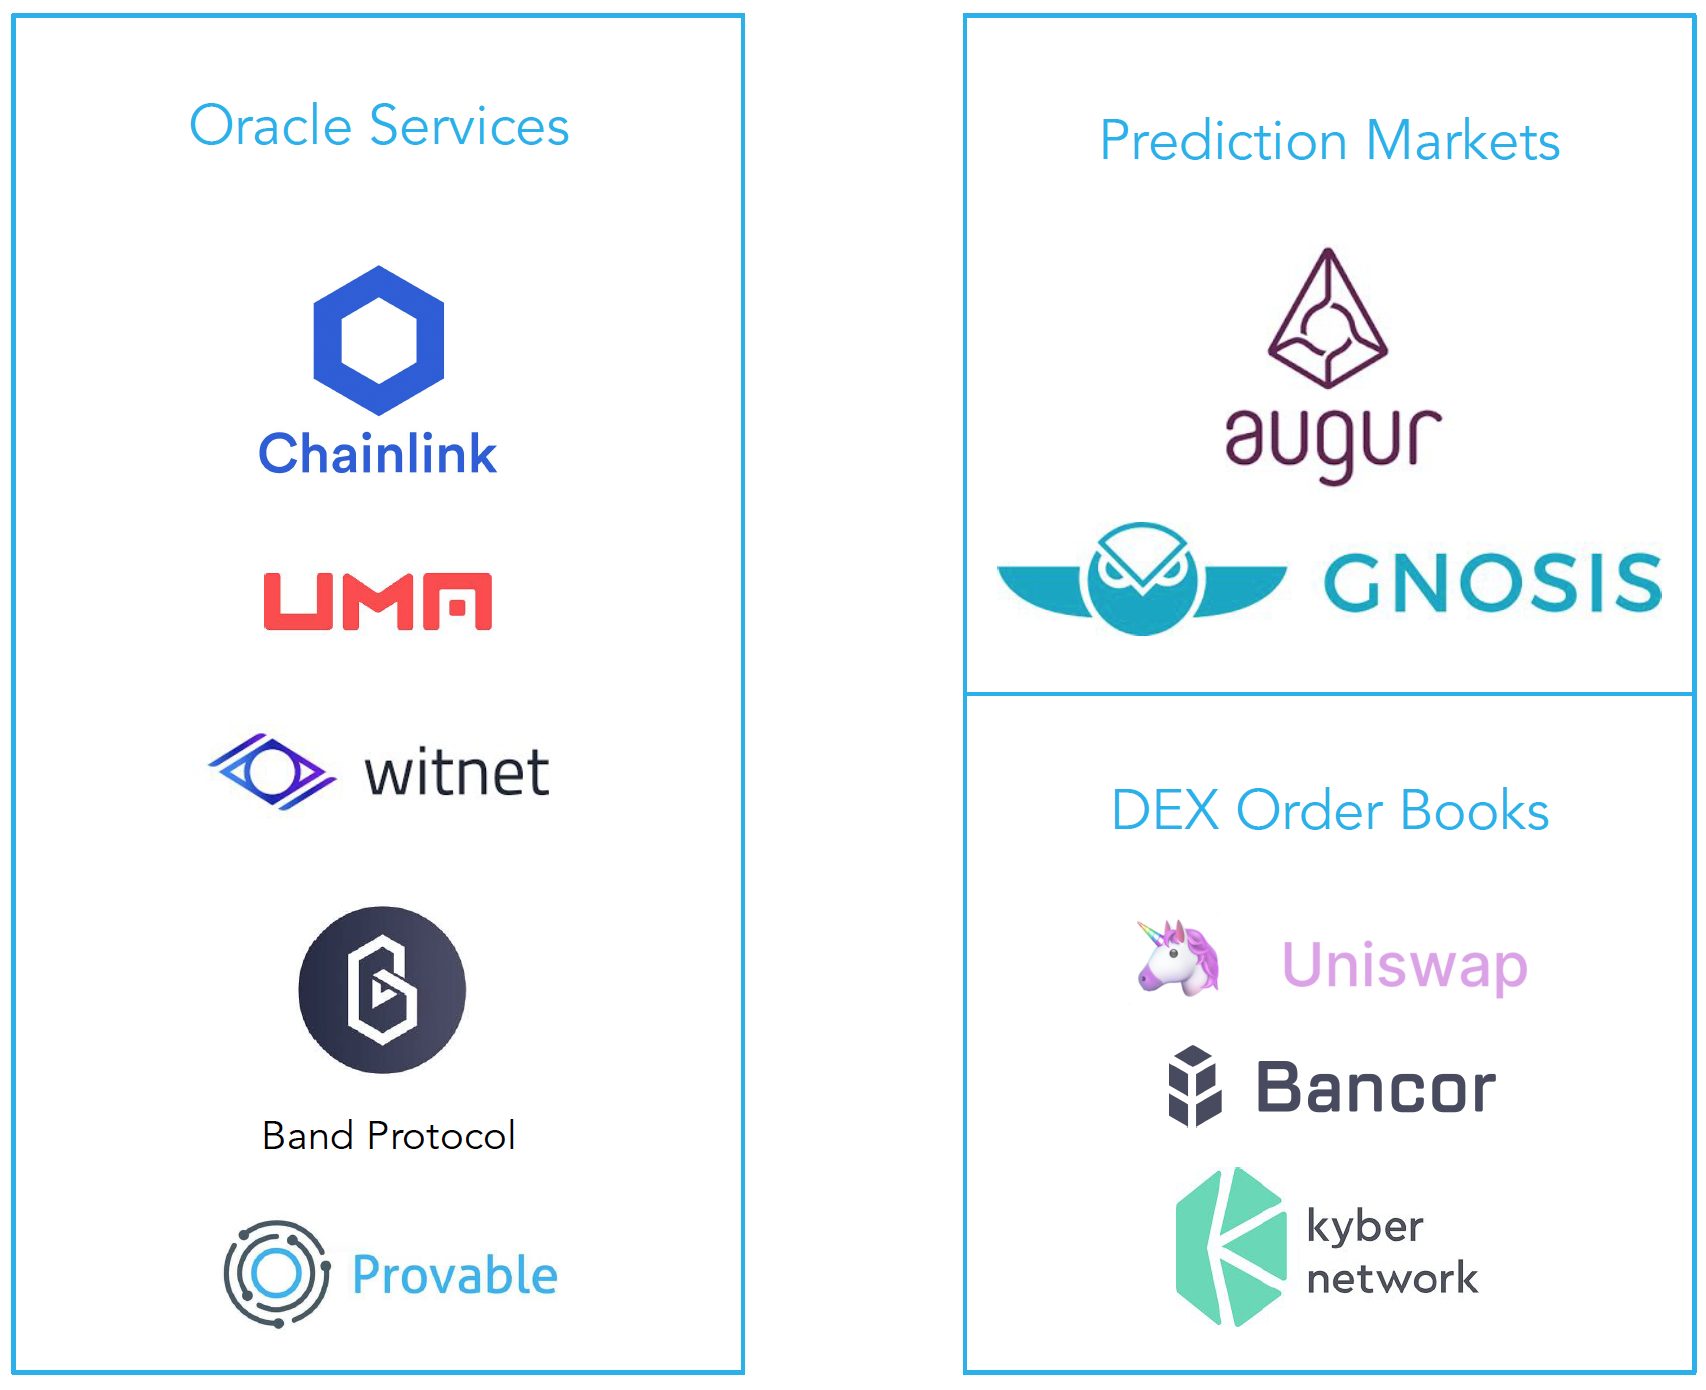 Oracle Services
Chainlink
UMA
witnet
Band Protocol
Provable
Prediction Markets
augur
GNOSIS
DEX Order Books
Uniswap
Bancor
kyber
network